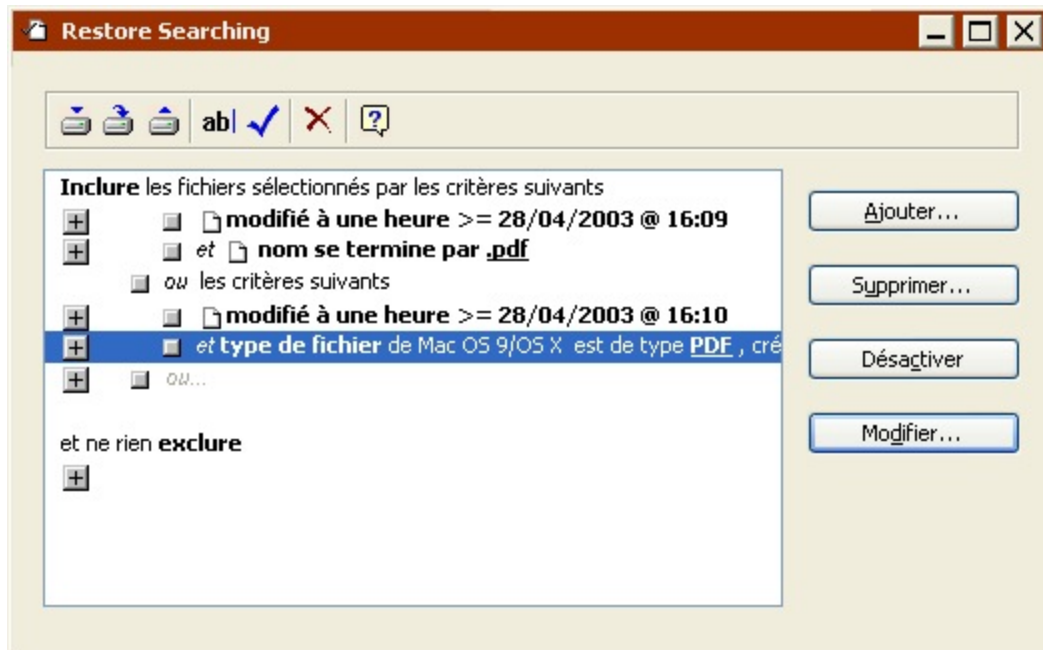 Restore Searching
ab|
Inclure les fichiers sélectionnés par les critères suivants
modifié à une heure >= 28/04/2003 @ 16:09
et nom se termine par .pdf
ou les critères suivants
modifié à une heure >= 28/04/2003 @ 16:10
et type de fichier de Mac OS 9/OS X est de type PDF , cré
ou...
et ne rien exclure
Ajouter...
Supprimer...
Désactiver
Modifier...